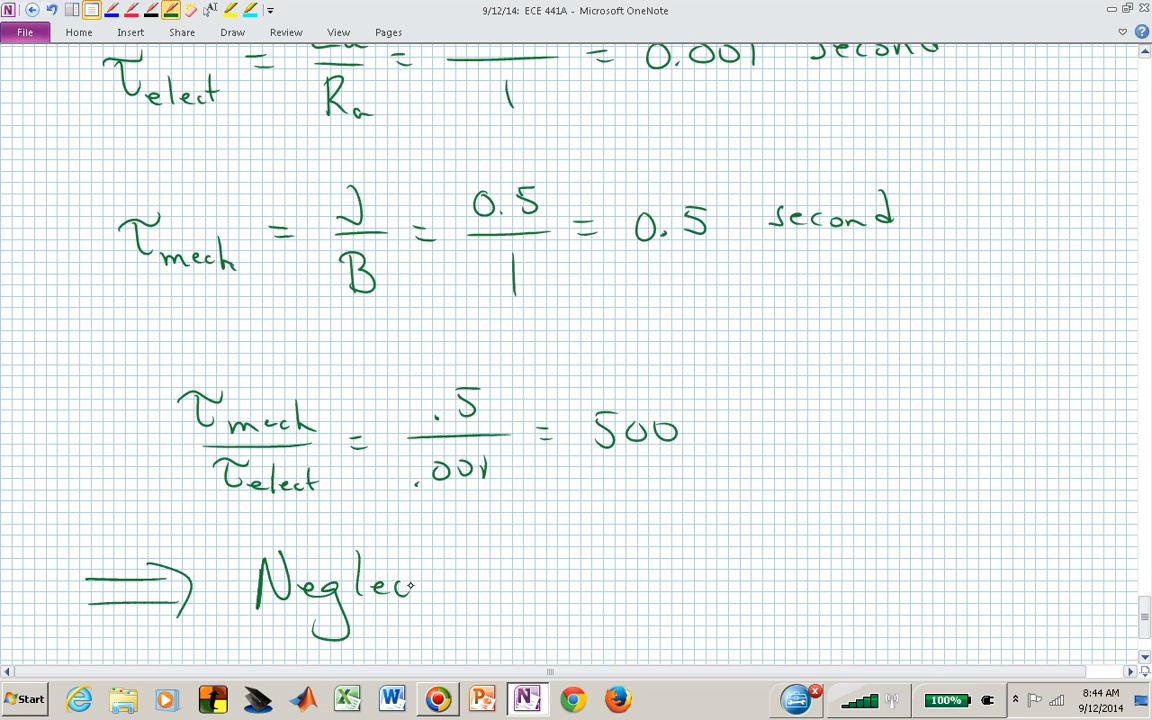 9/12/14: ECE 441A - Microsoft OneNote
File Home Insert Share Draw Review View Pages
τelect = / Ra = / 1 = 0.001 second
τmech = J / B = 0.5 / 1 = 0.5 second
τmech / τelect = .5 / .001 = 500
⇒ Neglec
Start 100% 8:44 AM
9/12/2014